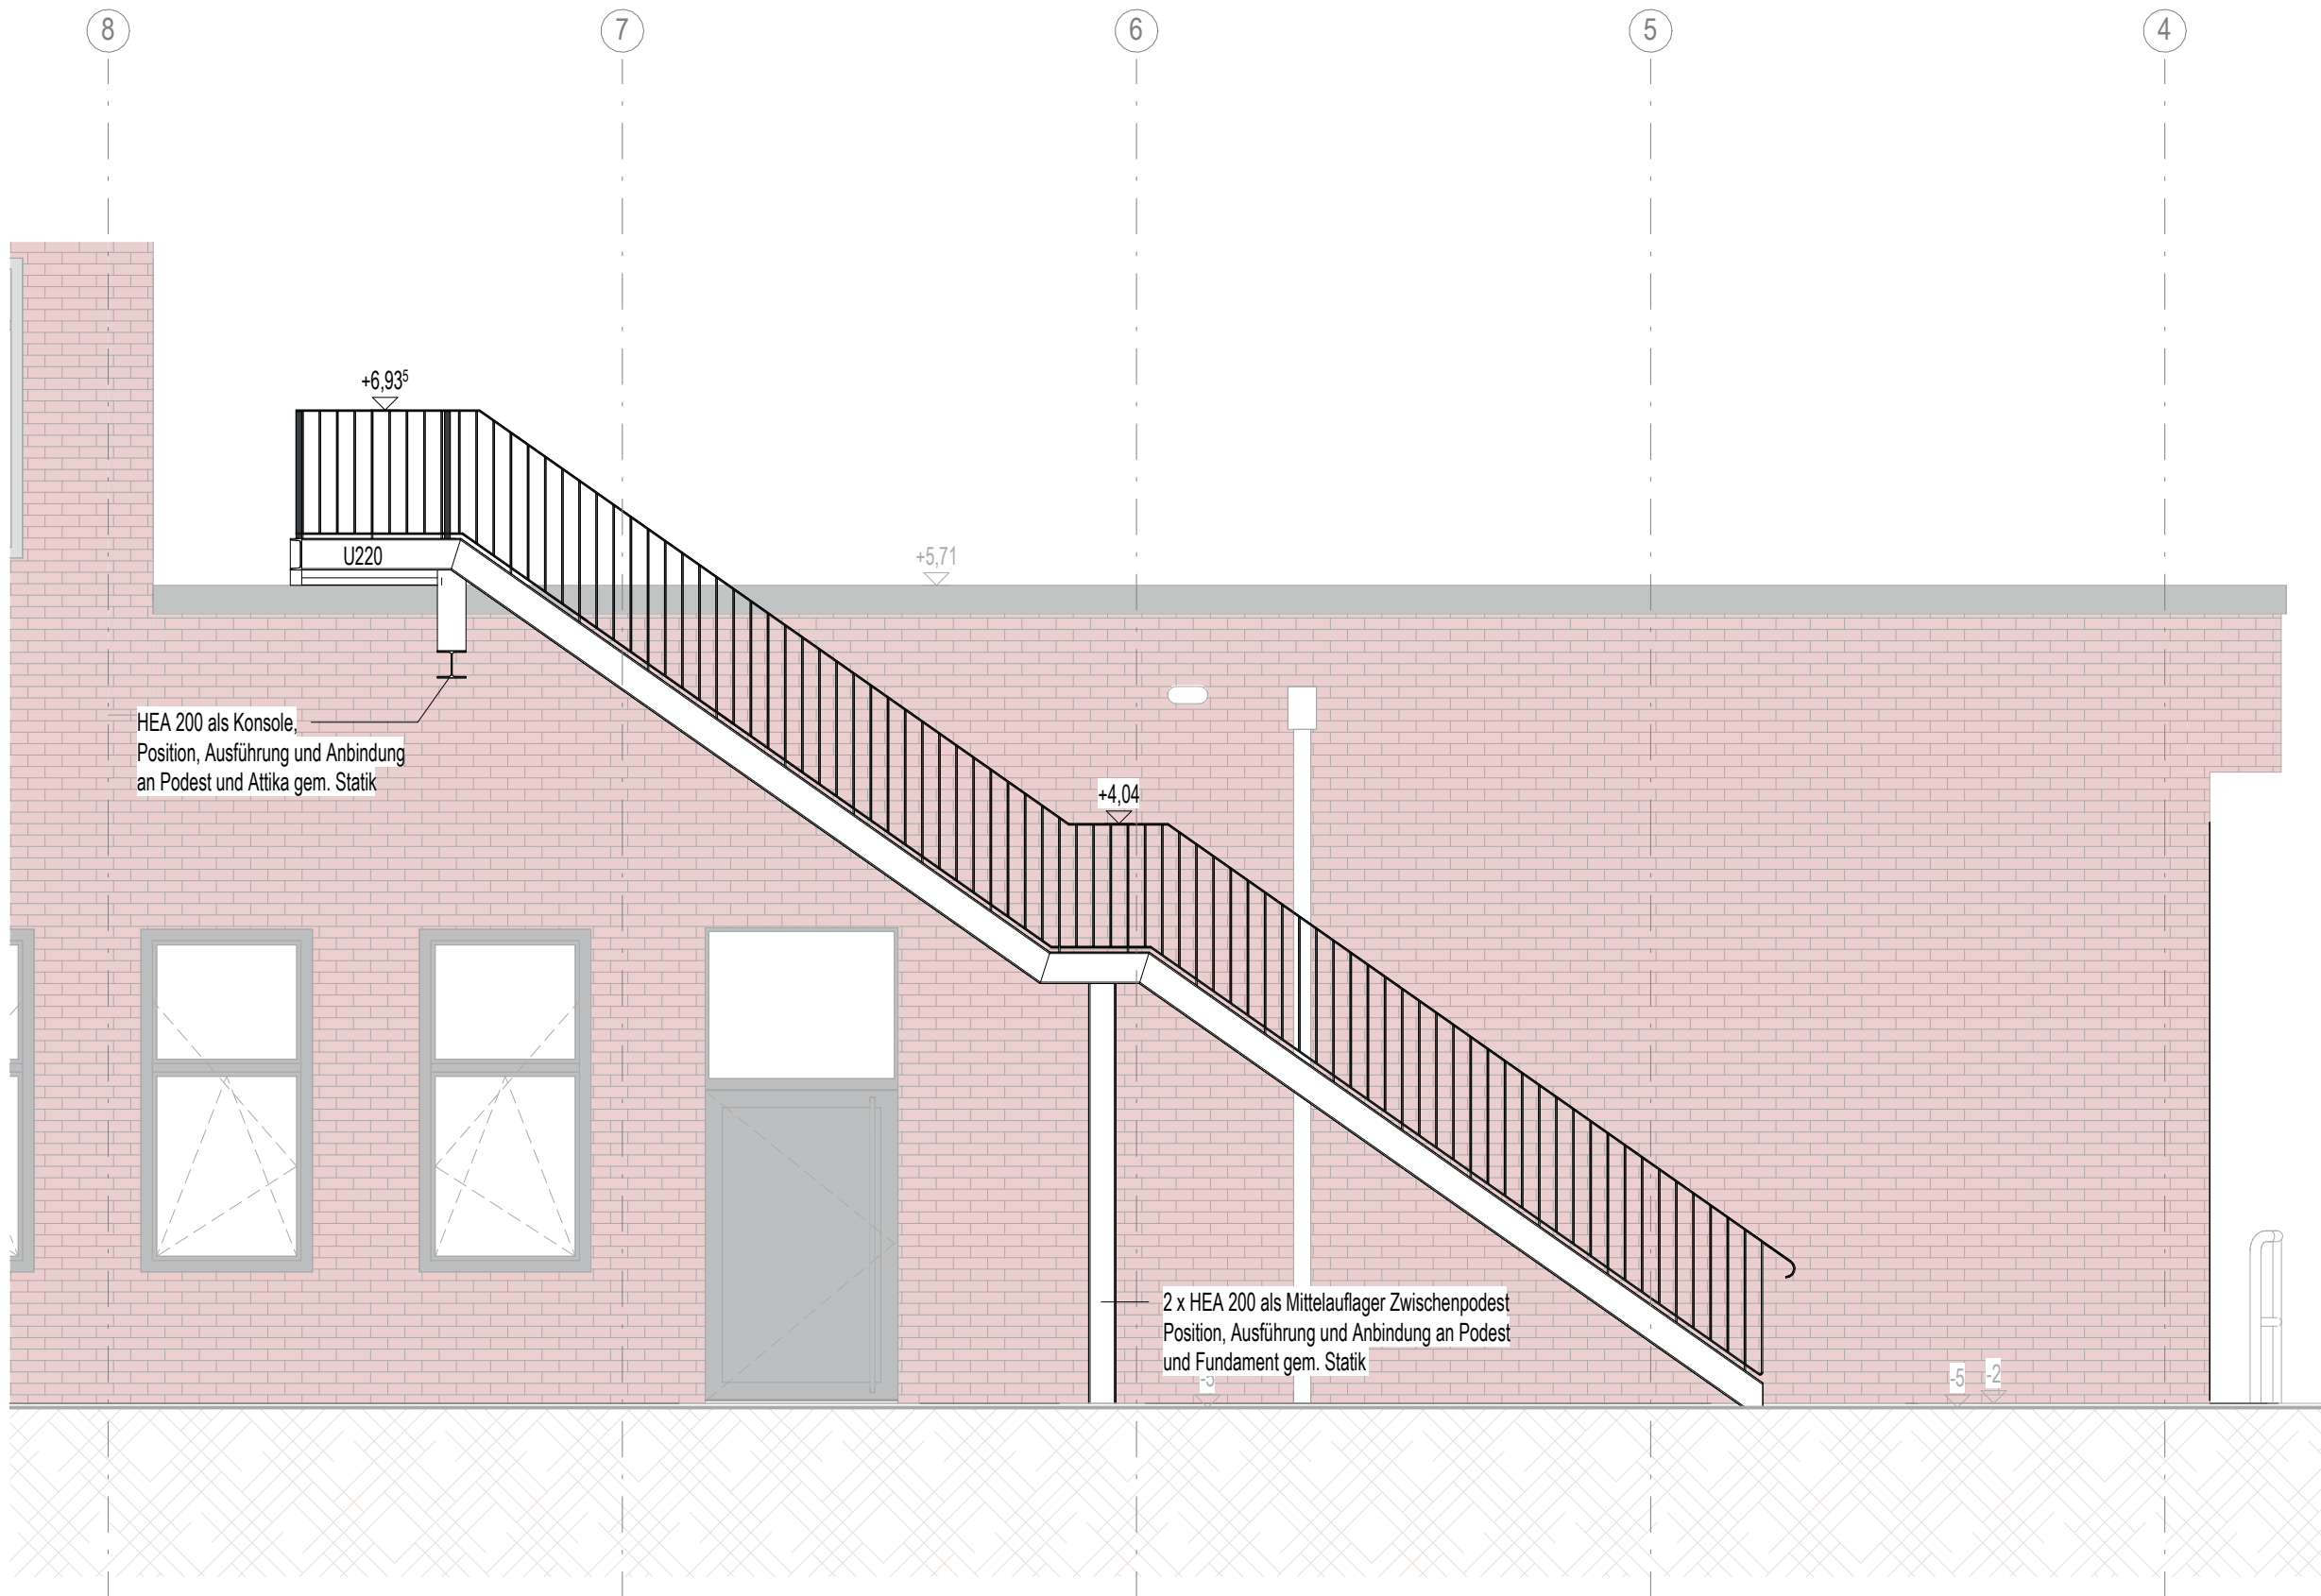 8 7 6 5 4
+6,93⁵
U220
+5,71
HEA 200 als Konsole,
Position, Ausführung und Anbindung
an Podest und Attika gem. Statik
+4,04
2 x HEA 200 als Mittelauflager Zwischenpodest
Position, Ausführung und Anbindung an Podest
und Fundament gem. Statik
-5 -5 -2